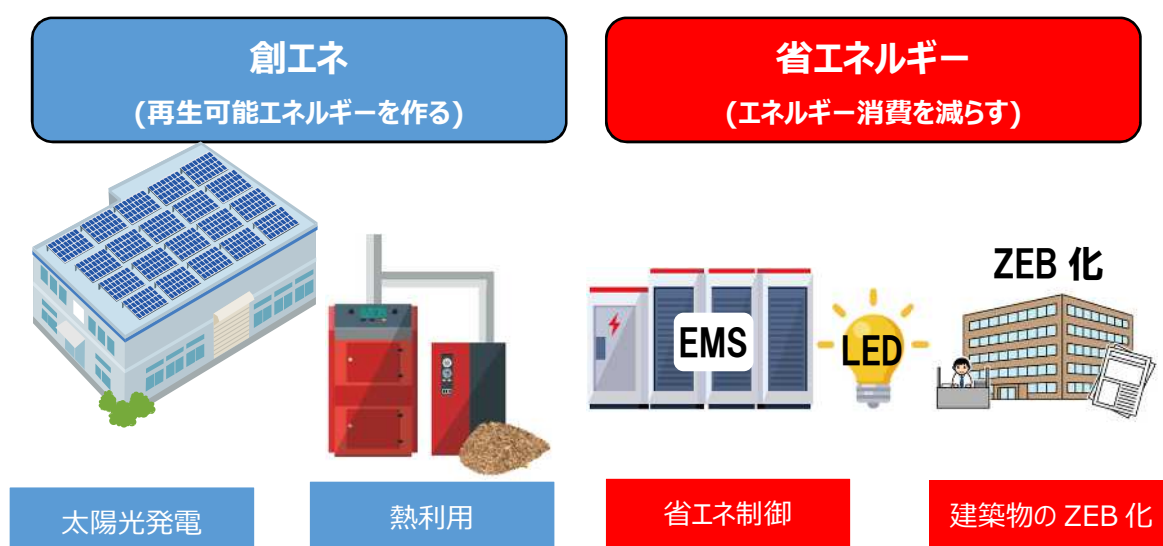 創エネ
(再生可能エネルギーを作る)
省エネルギー
(エネルギー消費を減らす)
ZEB 化
EMS
LED
太陽光発電
熱利用
省エネ制御
建築物の ZEB 化